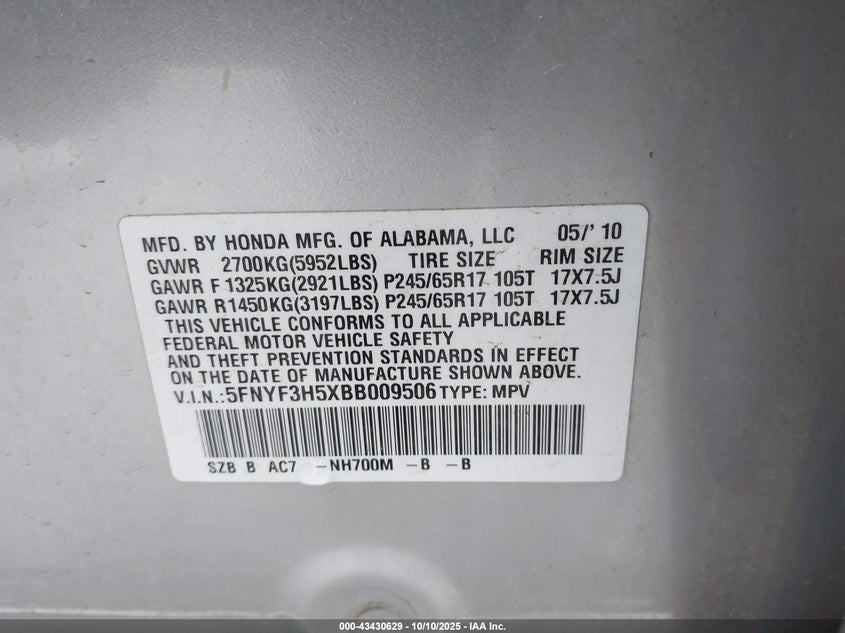 MFD. BY HONDA MFG. OF ALABAMA, LLC 05/' 10
GVWR 2700KG(5952LBS) TIRE SIZE RIM SIZE
GAWR F 1325KG(2921LBS) P245/65R17 105T 17X7.5J
GAWR R1450KG(3197LBS) P245/65R17 105T 17X7.5J
THIS VEHICLE CONFORMS TO ALL APPLICABLE
FEDERAL MOTOR VEHICLE SAFETY
AND THEFT PREVENTION STANDARDS IN EFFECT
ON THE DATE OF MANUFACTURE SHOWN ABOVE.
V.I.N.:5FNYF3H5XBB009506 TYPE: MPV
SZB B AC7 -NH700M -B -B
000-43430629 - 10/10/2025 - IAA Inc.